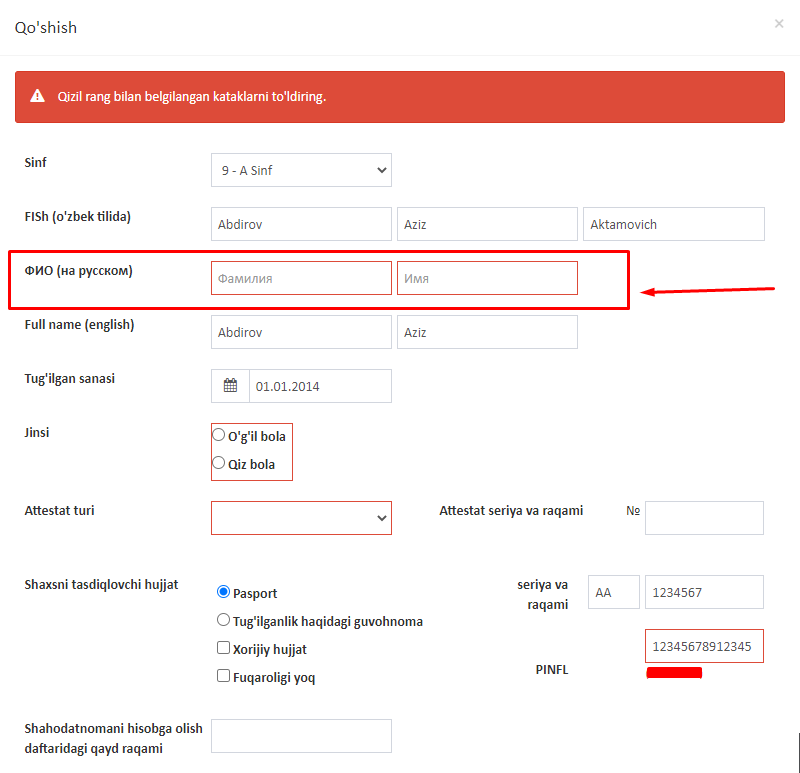 Qo'shish ×
Qizil rang bilan belgilangan kataklarni to'ldiring.
Sinf 9 - A Sinf
FISh (o'zbek tilida) Abdirov Aziz Aktamovich
ФИО (на русском) Фамилия Имя
Full name (english) Abdirov Aziz
Tug'ilgan sanasi 01.01.2014
Jinsi O'g'il bola
Qiz bola
Attestat turi Attestat seriya va raqami №
Shaxsni tasdiqlovchi hujjat Pasport seriya va raqami AA 1234567
Tug'ilganlik haqidagi guvohnoma
Xorijiy hujjat 12345678912345
Fuqaroligi yoq PINFL
Shahodatnomani hisobga olish
daftaridagi qayd raqami